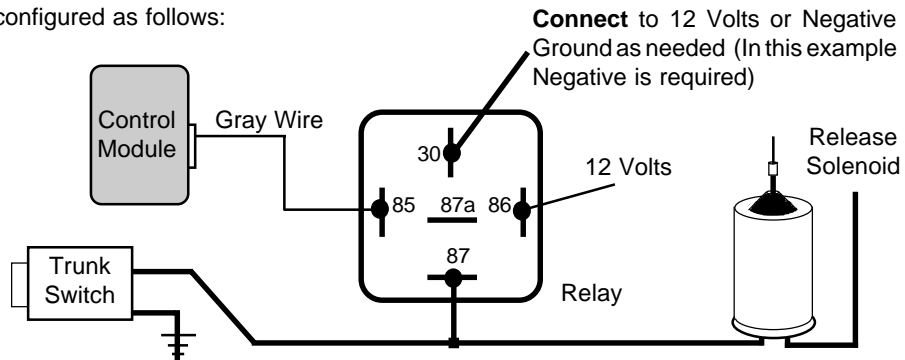 configured as follows:
Connect to 12 Volts or Negative
Ground as needed (In this example
Negative is required)
Control
Module
Gray Wire
30
12 Volts
Release
Solenoid
85
87a
86
87
Trunk
Switch
Relay